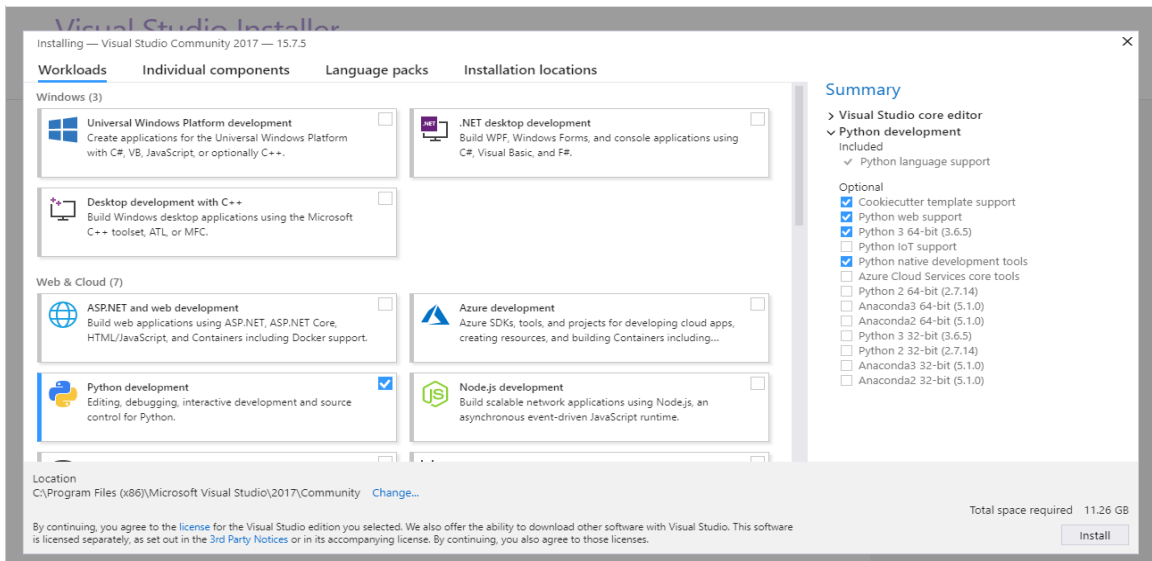 Visual Studio Installer
Installing — Visual Studio Community 2017 — 15.7.5
Workloads Individual components Language packs Installation locations
Windows (3)
Universal Windows Platform development
Create applications for the Universal Windows Platform
with C#, VB, JavaScript, or optionally C++.
.NET
.NET desktop development
Build WPF, Windows Forms, and console applications using
C#, Visual Basic, and F#.
Desktop development with C++
Build Windows desktop applications using the Microsoft
C++ toolset, ATL, or MFC.
Web & Cloud (7)
ASP.NET and web development
Build web applications using ASP.NET, ASP.NET Core,
HTML/JavaScript, and Containers including Docker support.
Azure development
Azure SDKs, tools, and projects for developing cloud apps,
creating resources, and building Containers including...
Python development
Editing, debugging, interactive development and source
control for Python.
JS
Node.js development
Build scalable network applications using Node.js, an
asynchronous event-driven JavaScript runtime.
Summary
Visual Studio core editor
Python development
Included
Python language support
Optional
Cookiecutter template support
Python web support
Python 3 64-bit (3.6.5)
Python IoT support
Python native development tools
Azure Cloud Services core tools
Python 2 64-bit (2.7.14)
Anaconda3 64-bit (5.1.0)
Anaconda2 64-bit (5.1.0)
Python 3 32-bit (3.6.5)
Python 2 32-bit (2.7.14)
Anaconda3 32-bit (5.1.0)
Anaconda2 32-bit (5.1.0)
Location
C:\Program Files (x86)\Microsoft Visual Studio\2017\Community Change...
Total space required 11.26 GB
By continuing, you agree to the license for the Visual Studio edition you selected. We also offer the ability to download other software with Visual Studio. This software
is licensed separately, as set out in the 3rd Party Notices or in its accompanying license. By continuing, you also agree to those licenses.
Install